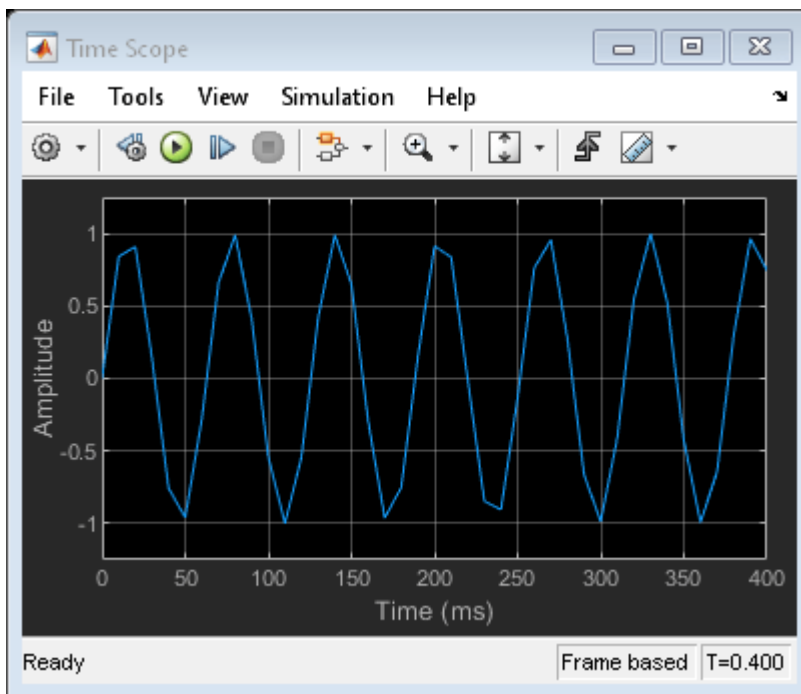 Time Scope
File Tools View Simulation Help
1
0.5
0
-0.5
-1
Amplitude
0 50 100 150 200 250 300 350 400
Time (ms)
Ready Frame based T=0.400